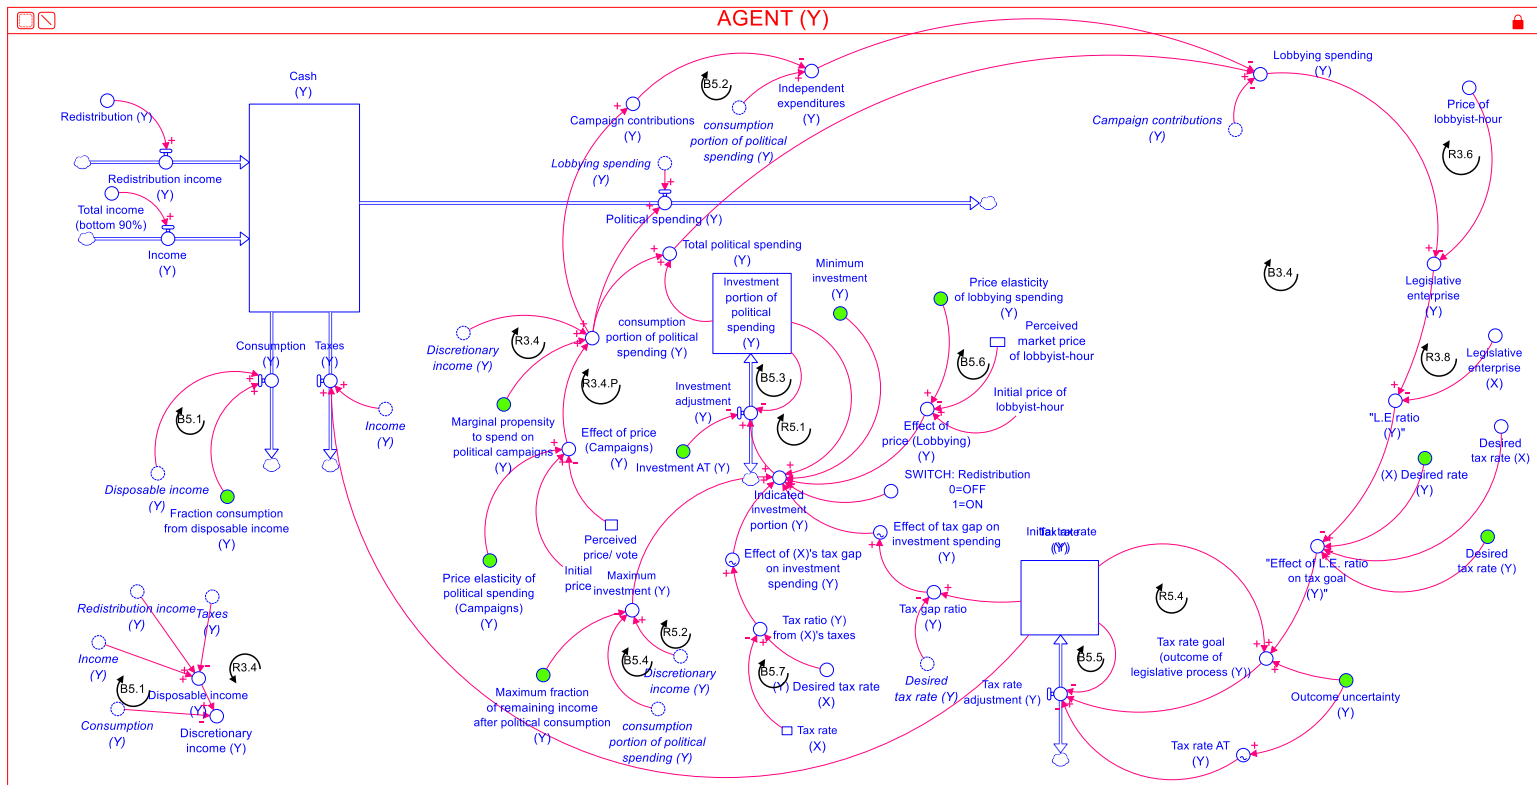 AGENT (Y)
Cash
(Y)
Redistribution (Y)
Redistribution income
(Y)
Total income
(bottom 90%)
Income
(Y)
Consumption
(Y)
Taxes
(Y)
B5.1
Disposable income
(Y)
Fraction consumption
from disposable income
(Y)
Income
(Y)
Redistribution income
(Y)
Taxes
(Y)
Income
(Y)
B5.1
R3.4
Disposable income
(Y)
Consumption
(Y)
Discretionary
income (Y)
Campaign contributions
(Y)
B5.2
Independent
expenditures
(Y)
consumption
portion of political
spending (Y)
Lobbying spending
(Y)
Political spending (Y)
Total political spending
(Y)
Lobbying spending
(Y)
Campaign contributions
(Y)
Price of
lobbyist-hour
R3.6
B3.4
Legislative
enterprise
(Y)
R3.8
Legislative
enterprise
(X)
"L.E ratio
(Y)"
Desired
tax rate (X)
(X) Desired rate
(Y)
Desired
tax rate (Y)
"Effect of L.E. ratio
on tax goal
(Y)"
Investment
portion of
political
spending
(Y)
Minimum
investment
(Y)
Price elasticity
of lobbying spending
(Y)
Perceived
market price
of lobbyist-hour
B5.6
Initial price of
lobbyist-hour
Effect of
price (Lobbying)
(Y)
Discretionary
income (Y)
R3.4
consumption
portion of political
spending (Y)
R3.4.P
Marginal propensity
to spend on
political campaigns
(Y)
Effect of price
(Campaigns)
(Y)
Investment
adjustment
(Y)
B5.3
R5.1
Investment AT (Y)
Indicated
investment
portion (Y)
SWITCH: Redistribution
0=OFF
1=ON
Perceived
price/ vote
Initial
price
Price elasticity of
political spending
(Campaigns)
(Y)
Maximum
investment (Y)
Effect of (X)'s tax gap
on investment
spending (Y)
Effect of tax gap on
investment spending
(Y)
Initial tax rate
(Y)
Tax rate
(Y)
Tax gap ratio
(Y)
R5.4
R5.2
B5.4
Discretionary
income (Y)
Tax ratio (Y)
from (X)'s taxes
B5.7
(Y) Desired tax rate
(X)
Desired
tax rate (Y)
Tax rate
adjustment (Y)
B5.5
Tax rate goal
(outcome of
legislative process (Y))
Outcome uncertainty
(Y)
Maximum fraction
of remaining income
after political consumption
(Y)
consumption
portion of political
spending (Y)
Tax rate
(X)
Tax rate AT
(Y)